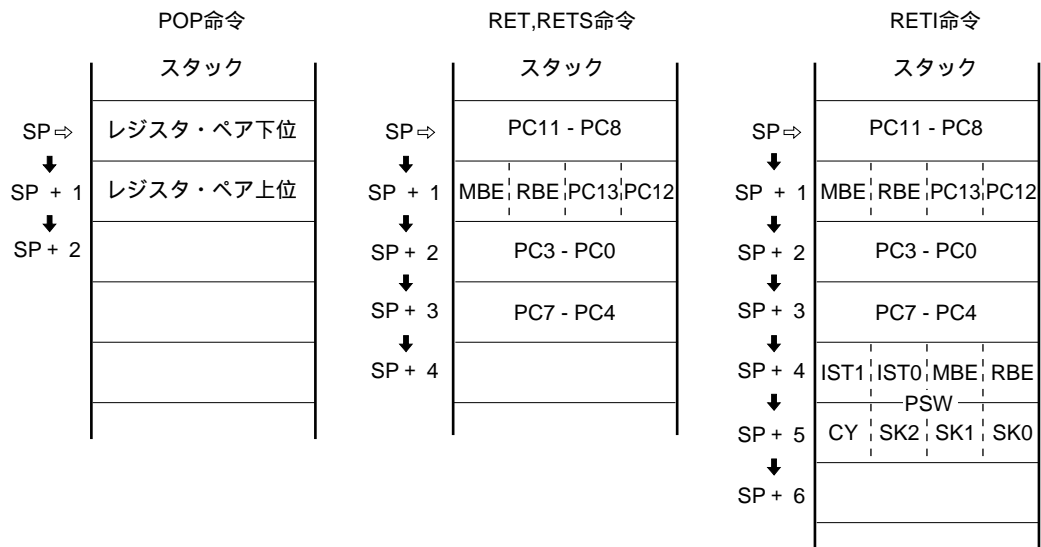 POP命令
スタック
SP⇨ レジスタ・ペア下位
SP + 1 レジスタ・ペア上位
SP + 2
RET,RETS命令
スタック
SP⇨ PC11 - PC8
SP + 1 MBE RBE PC13 PC12
SP + 2 PC3 - PC0
SP + 3 PC7 - PC4
SP + 4
RETI命令
スタック
SP⇨ PC11 - PC8
SP + 1 MBE RBE PC13 PC12
SP + 2 PC3 - PC0
SP + 3 PC7 - PC4
SP + 4 IST1 IST0 MBE RBE
PSW
SP + 5 CY SK2 SK1 SK0
SP + 6